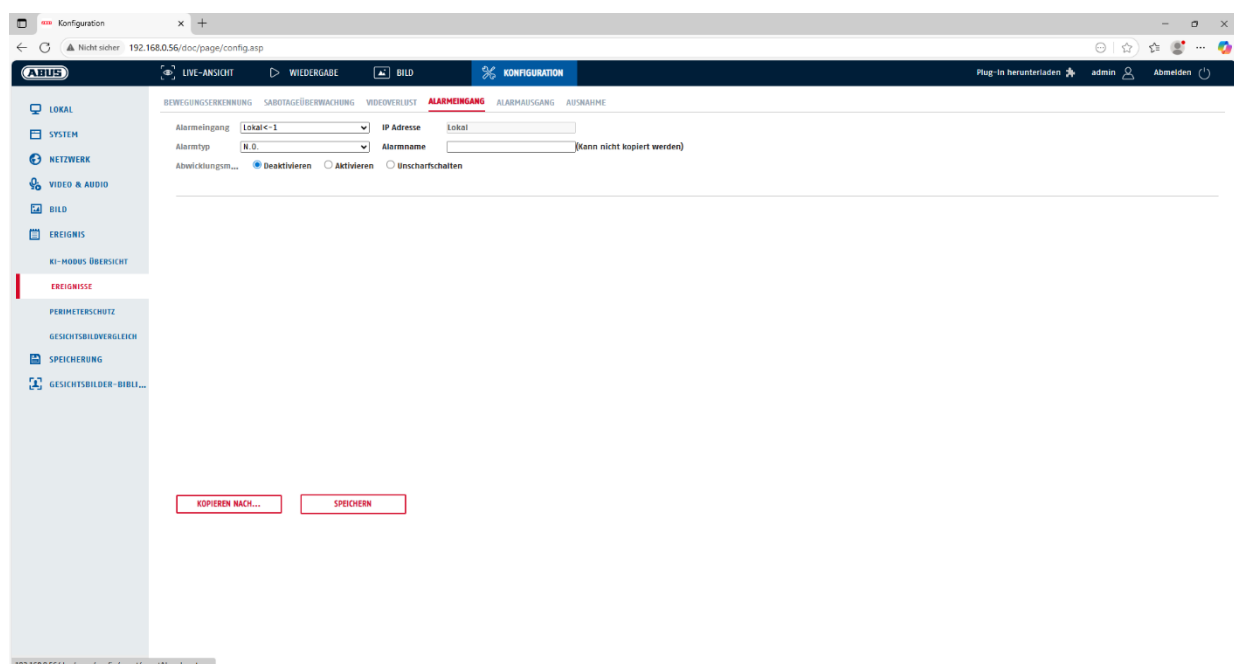 Konfiguration
Nicht sicher 192.168.0.56/doc/page/config.asp
ABUS LIVE-ANSICHT WIEDERGABE BILD KONFIGURATION Plug-In herunterladen admin Abmelden
LOKAL
SYSTEM
NETZWERK
VIDEO & AUDIO
BILD
EREIGNIS
KI-MODUS ÜBERSICHT
EREIGNISSE
PERIMETERSCHUTZ
GESICHTSBILDVERGLEICH
SPEICHERUNG
GESICHTSBILDER-BIBLI...
BEWEGUNGSERKENNUNG SABOTAGEÜBERWACHUNG VIDEOVERLUST ALARMEINGANG ALARMAUSGANG AUSNAHME
Alarmeingang Lokal<-1 IP Adresse Lokal
Alarmtyp N.O. Alarmname (Kann nicht kopiert werden)
Abwicklungsm... Deaktivieren Aktivieren Unscharfschalten
KOPIEREN NACH... SPEICHERN